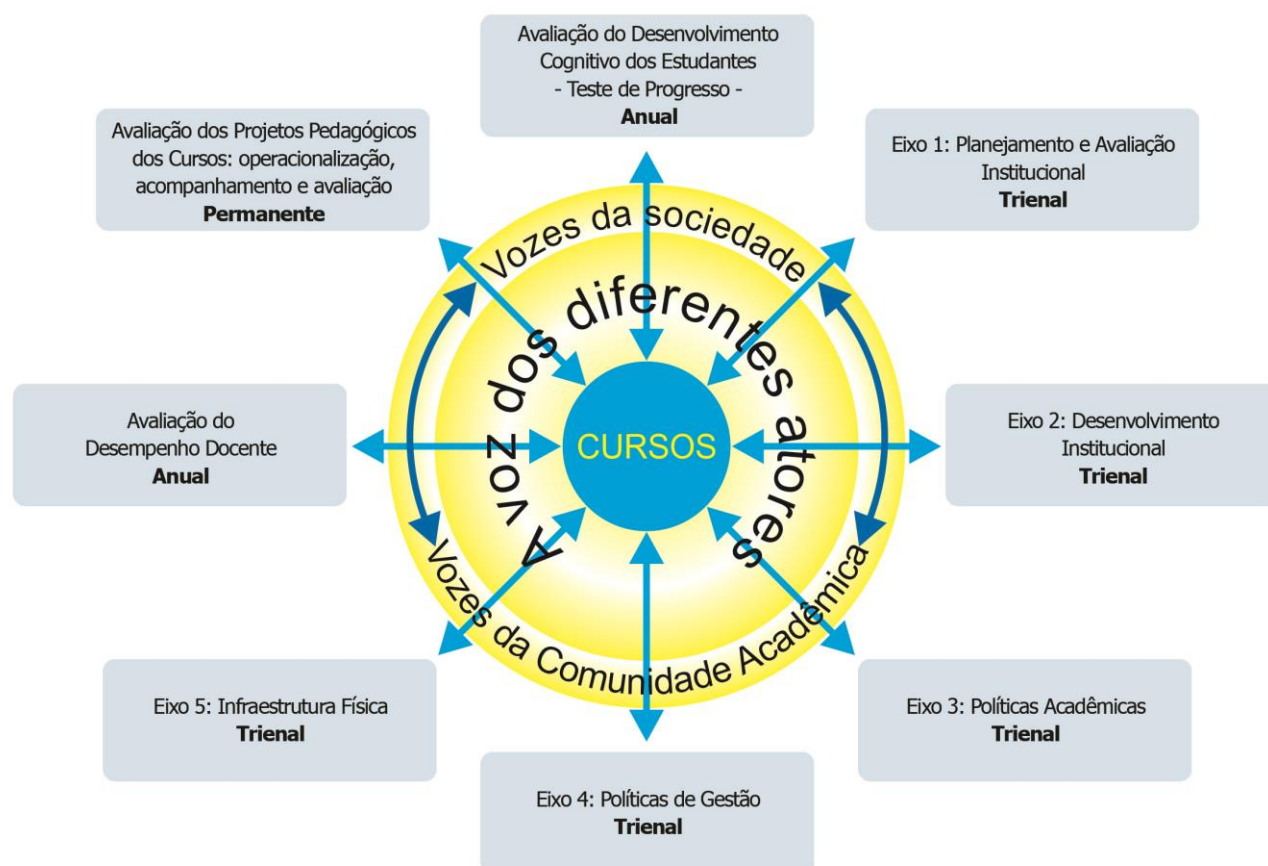 Avaliação do Desenvolvimento
Cognitivo dos Estudantes
- Teste de Progresso -
Anual
Avaliação dos Projetos Pedagógicos
dos Cursos: operacionalização,
acompanhamento e avaliação
Permanente
Eixo 1: Planejamento e Avaliação
Institucional
Trienal
Vozes da sociedade
A voz dos diferentes atores
CURSOS
Avaliação do
Desempenho Docente
Anual
Eixo 2: Desenvolvimento
Institucional
Trienal
Vozes da Comunidade Acadêmica
Eixo 5: Infraestrutura Física
Trienal
Eixo 3: Políticas Acadêmicas
Trienal
Eixo 4: Políticas de Gestão
Trienal